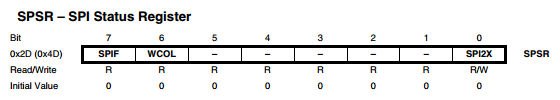 SPSR – SPI Status Register
Bit 7 6 5 4 3 2 1 0
0x2D (0x4D) SPIF WCOL – – – – – SPI2X SPSR
Read/Write R R R R R R R R/W
Initial Value 0 0 0 0 0 0 0 0